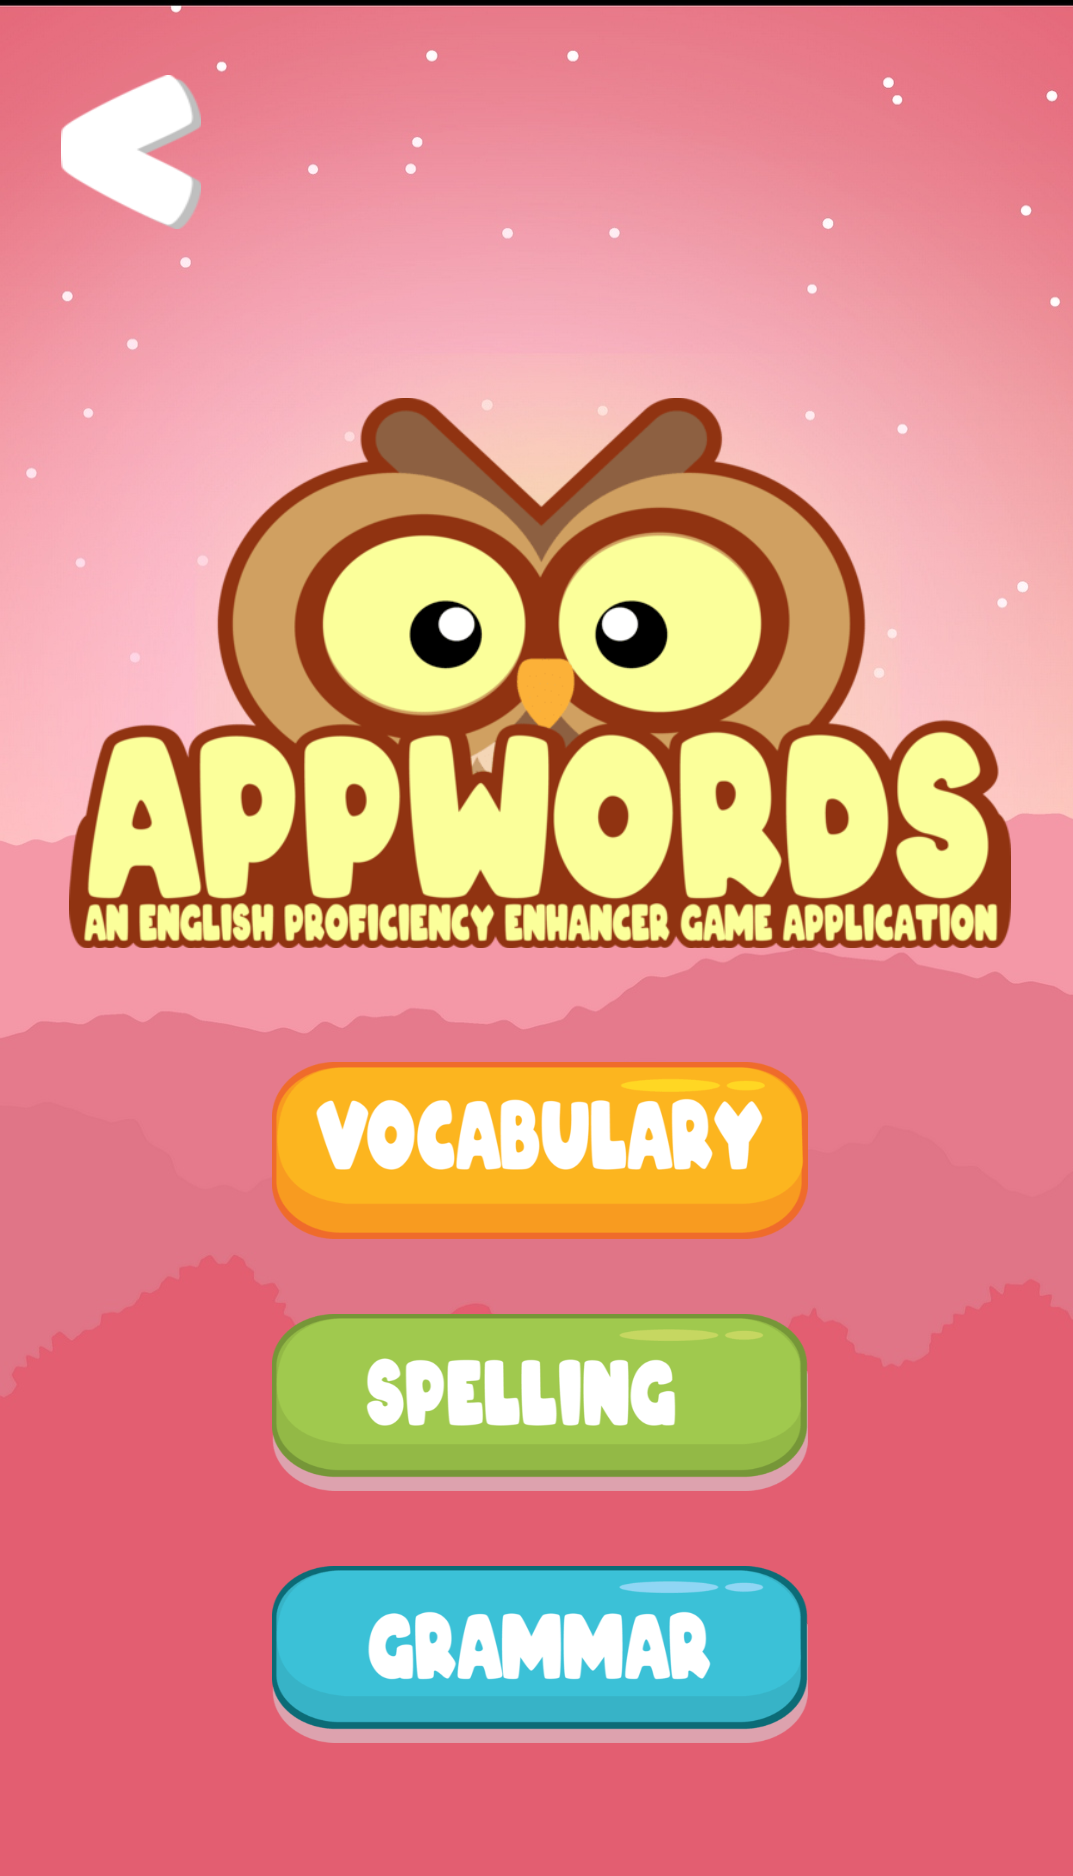 APPWORDS
AN ENGLISH PROFICIENCY ENHANCER GAME APPLICATION
VOCABULARY
SPELLING
GRAMMAR